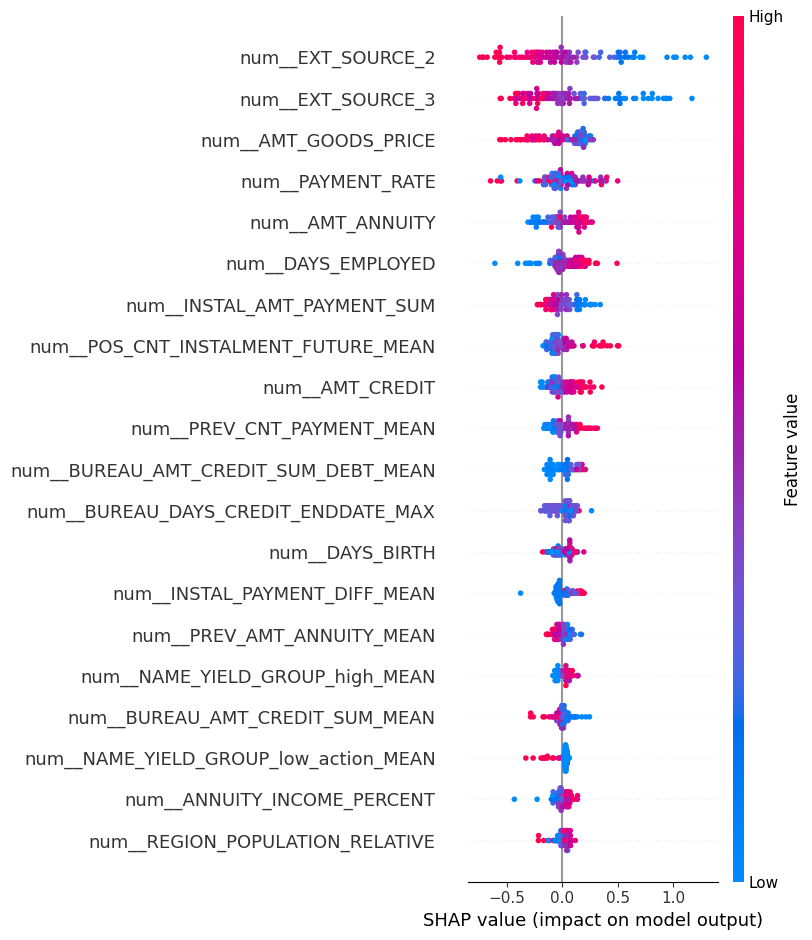 High
num__EXT_SOURCE_2
num__EXT_SOURCE_3
num__AMT_GOODS_PRICE
num__PAYMENT_RATE
num__AMT_ANNUITY
num__DAYS_EMPLOYED
num__INSTAL_AMT_PAYMENT_SUM
num__POS_CNT_INSTALMENT_FUTURE_MEAN
num__AMT_CREDIT
num__PREV_CNT_PAYMENT_MEAN
num__BUREAU_AMT_CREDIT_SUM_DEBT_MEAN
num__BUREAU_DAYS_CREDIT_ENDDATE_MAX
num__DAYS_BIRTH
num__INSTAL_PAYMENT_DIFF_MEAN
num__PREV_AMT_ANNUITY_MEAN
num__NAME_YIELD_GROUP_high_MEAN
num__BUREAU_AMT_CREDIT_SUM_MEAN
num__NAME_YIELD_GROUP_low_action_MEAN
num__ANNUITY_INCOME_PERCENT
num__REGION_POPULATION_RELATIVE
Feature value
Low
−0.5 0.0 0.5 1.0
SHAP value (impact on model output)